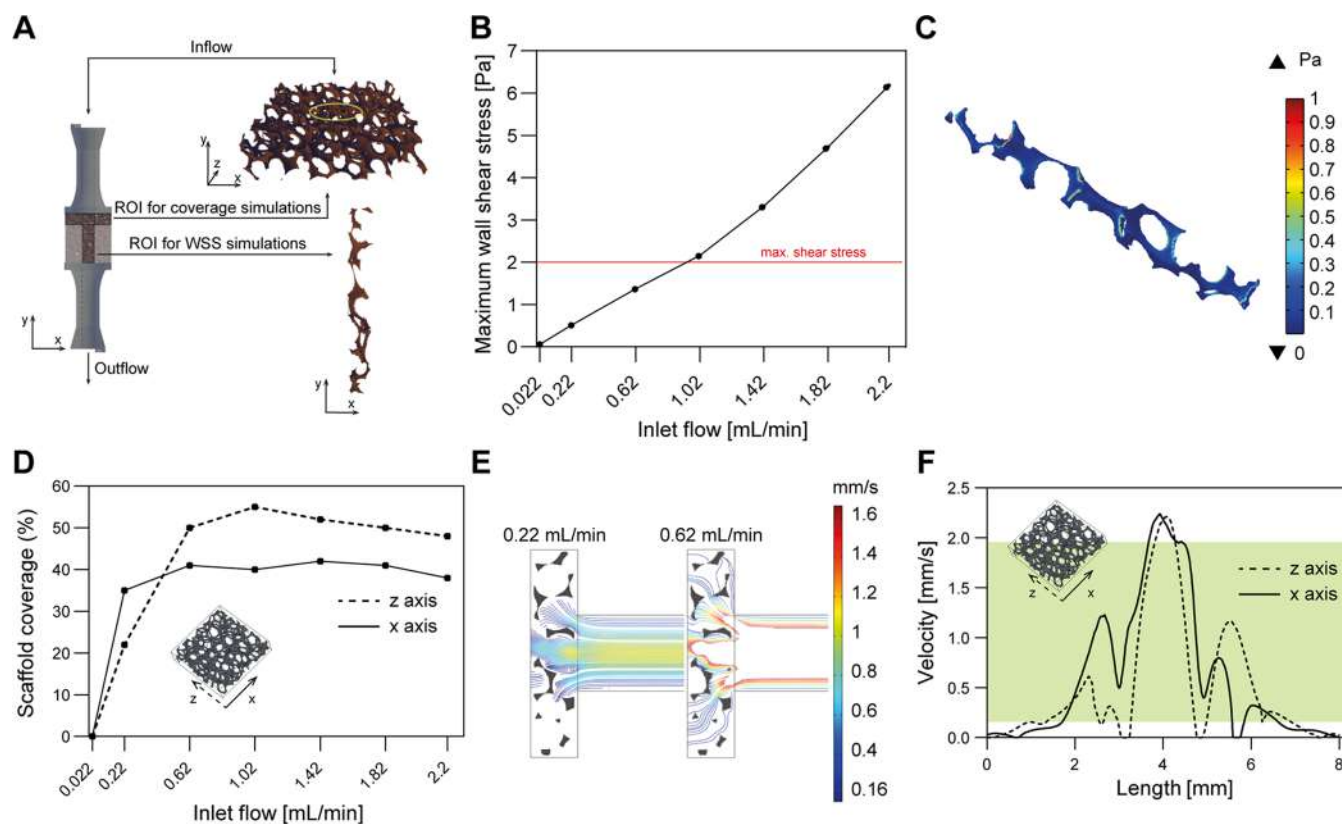 A
Inflow
y
z
x
ROI for coverage simulations
ROI for WSS simulations
y
x
Outflow
y
x
B
Maximum wall shear stress [Pa]
7
6
5
4
3
2
1
0
max. shear stress
0.022
0.22
0.62
1.02
1.42
1.82
2.2
Inlet flow [mL/min]
C
▲ Pa
1
0.9
0.8
0.7
0.6
0.5
0.4
0.3
0.2
0.1
▼ 0
D
Scaffold coverage (%)
60
50
40
30
20
10
0
z axis
x axis
z
x
0.022
0.22
0.62
1.02
1.42
1.82
2.2
Inlet flow [mL/min]
E
0.22 mL/min
0.62 mL/min
mm/s
1.6
1.4
1.2
1.0
0.8
0.6
0.4
0.16
F
Velocity [mm/s]
2.5
2.0
1.5
1.0
0.5
0.0
z
x
z axis
x axis
0
2
4
6
8
Length [mm]